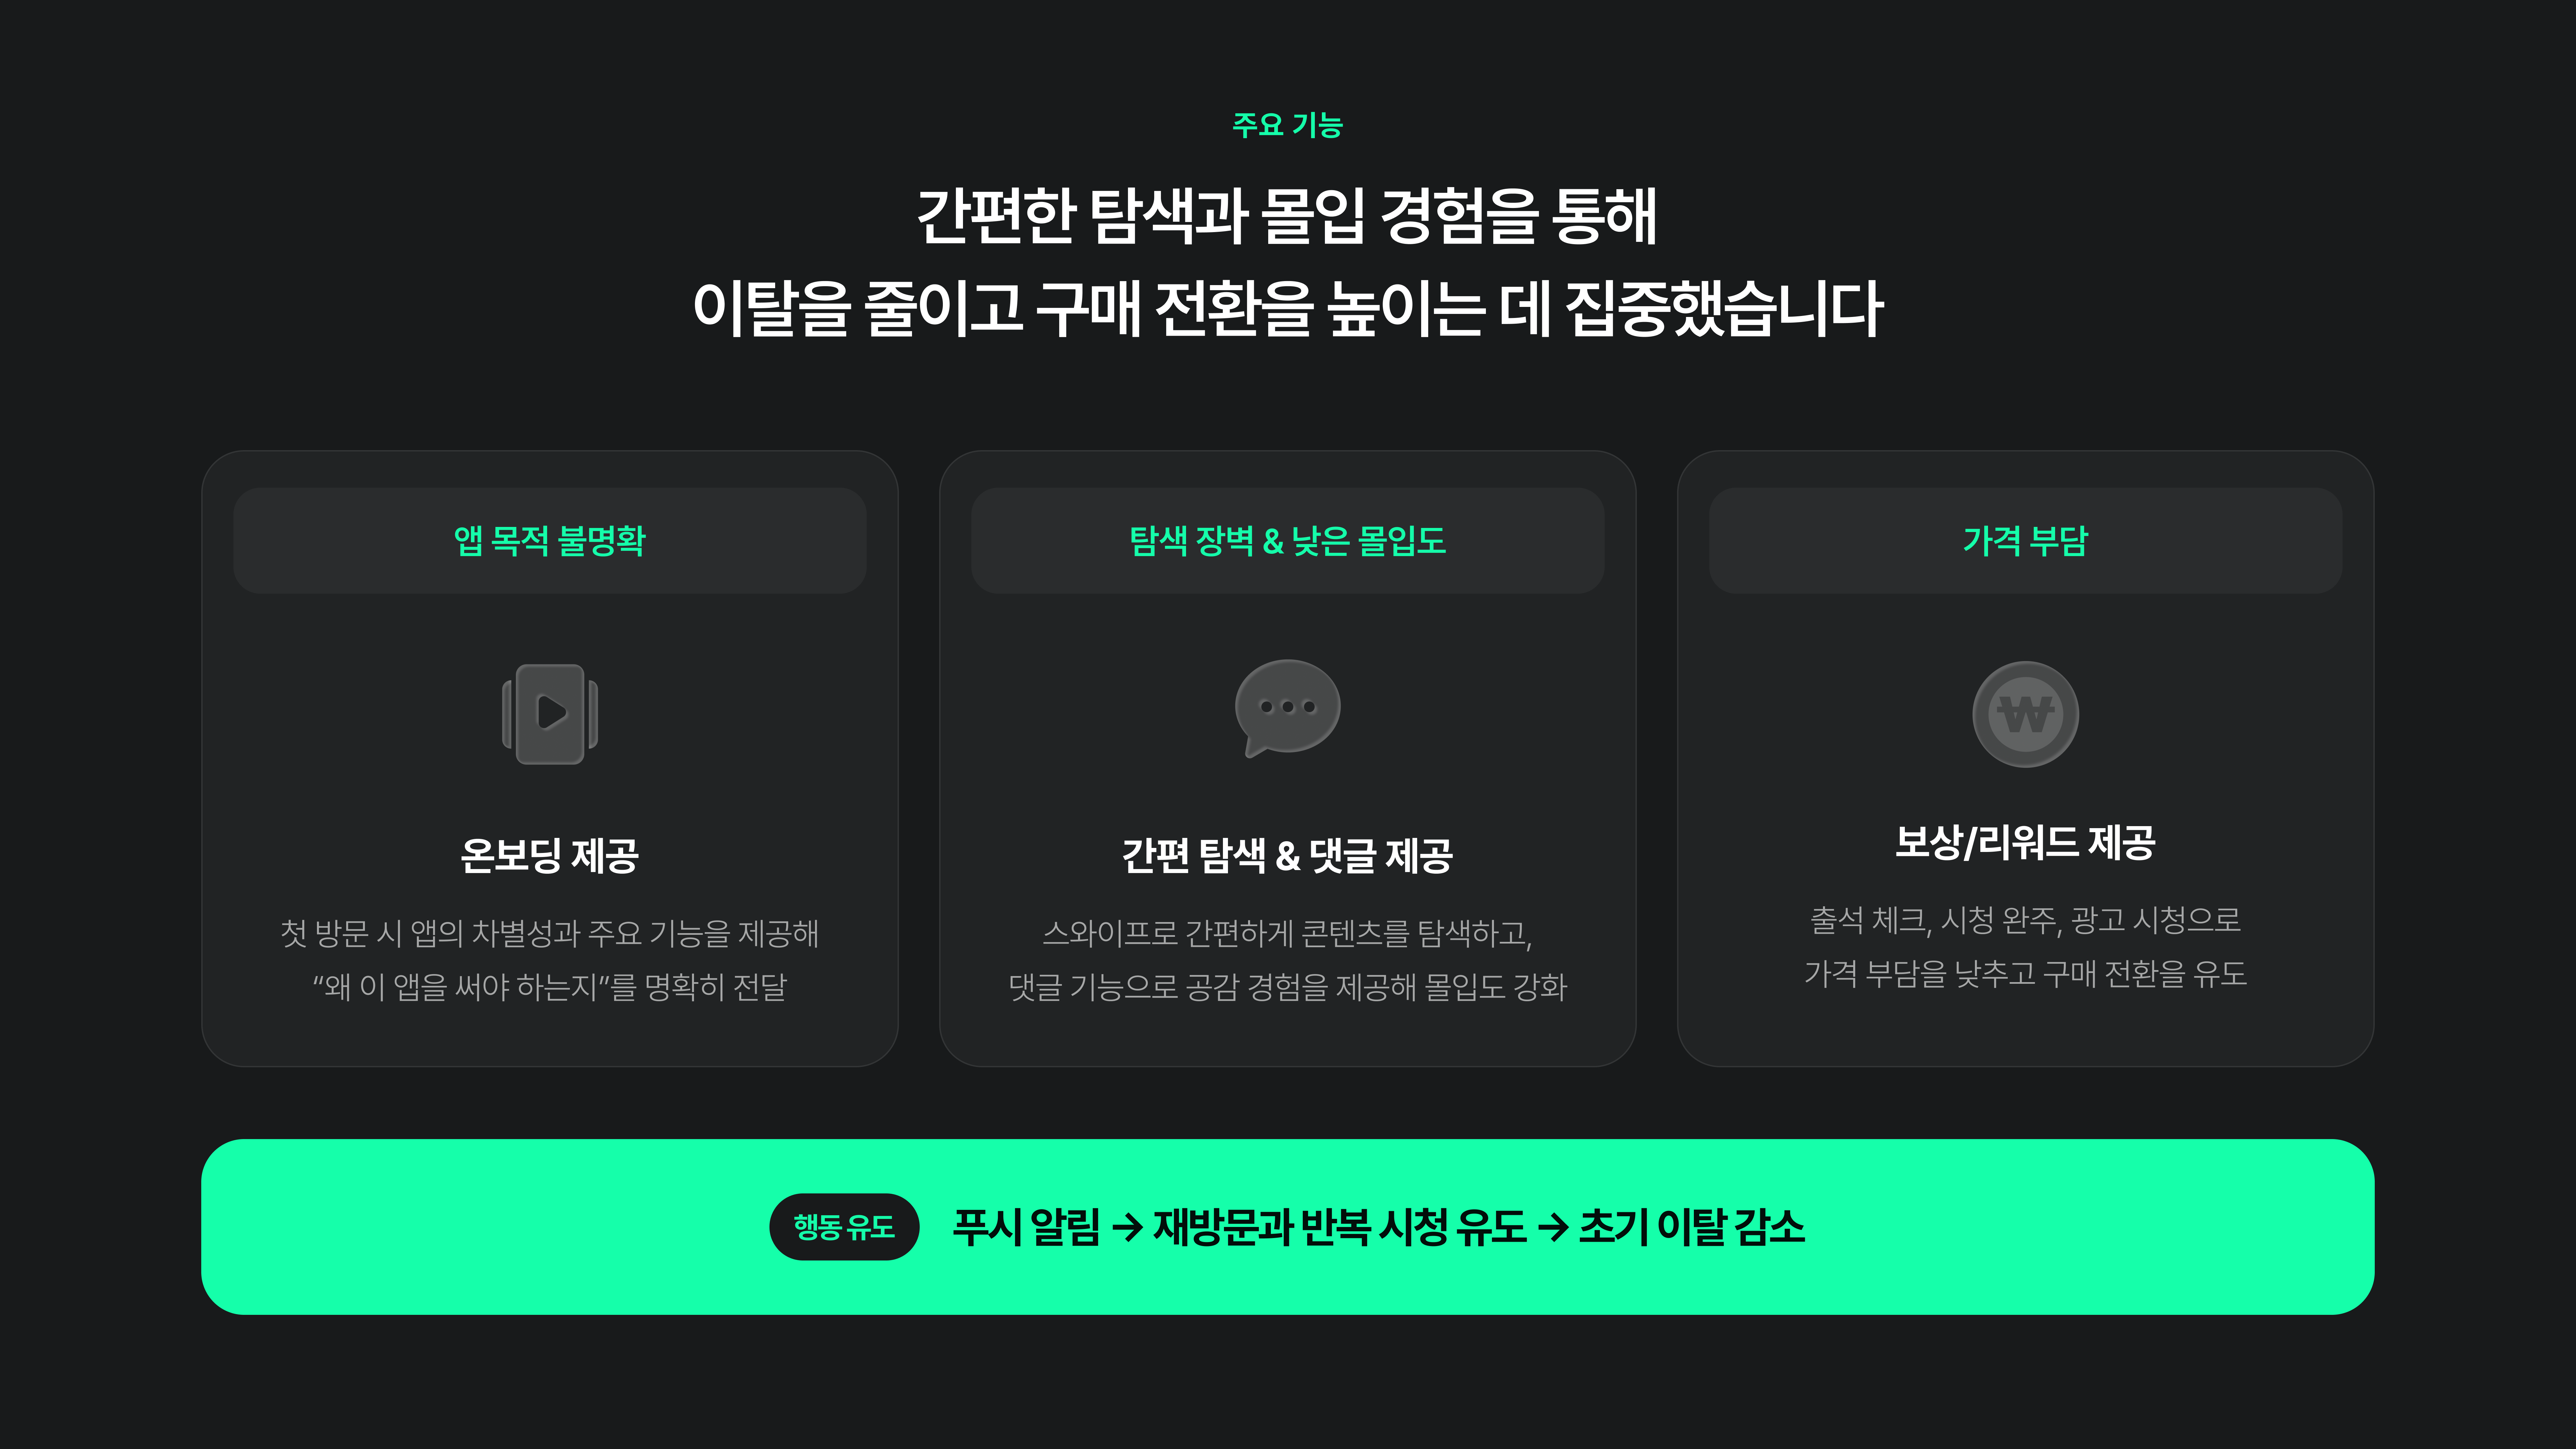 주요 기능
간편한 탐색과 몰입 경험을 통해
이탈을 줄이고 구매 전환을 높이는 데 집중했습니다
앱 목적 불명확
온보딩 제공
첫 방문 시 앱의 차별성과 주요 기능을 제공해
“왜 이 앱을 써야 하는지”를 명확히 전달
탐색 장벽 & 낮은 몰입도
간편 탐색 & 댓글 제공
스와이프로 간편하게 콘텐츠를 탐색하고,
댓글 기능으로 공감 경험을 제공해 몰입도 강화
가격 부담
₩
보상/리워드 제공
출석 체크, 시청 완주, 광고 시청으로
가격 부담을 낮추고 구매 전환을 유도
행동 유도
푸시 알림 → 재방문과 반복 시청 유도 → 초기 이탈 감소